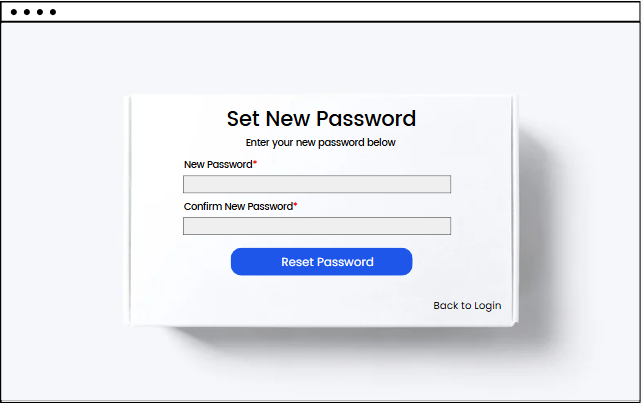 Set New Password
Enter your new password below
New Password*
Confirm New Password*
Reset Password
Back to Login